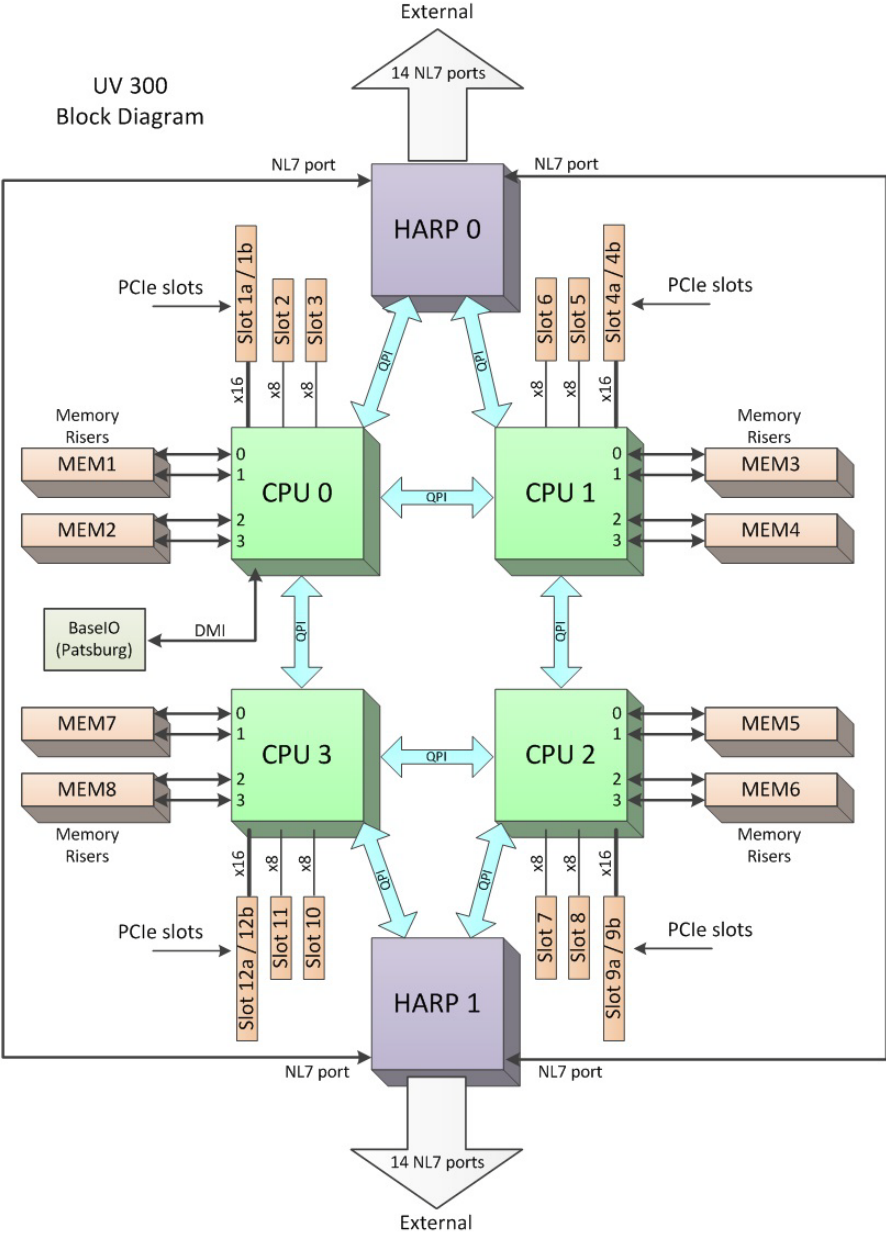 External
14 NL7 ports
UV 300
Block Diagram
NL7 port
NL7 port
HARP 0
PCIe slots
Slot 1a / 1b
Slot 2
Slot 3
Slot 6
Slot 5
Slot 4a / 4b
PCIe slots
QPI
QPI
x16
x8
x8
x8
x8
x16
Memory
Risers
MEM1
MEM2
0
1
2
3
CPU 0
QPI
CPU 1
0
1
2
3
Memory
Risers
MEM3
MEM4
BaseIO
(Patsburg)
DMI
QPI
QPI
MEM7
MEM8
Memory
Risers
0
1
2
3
CPU 3
QPI
CPU 2
0
1
2
3
MEM5
MEM6
Memory
Risers
x16
x8
x8
QPI
QPI
x8
x8
x16
PCIe slots
Slot 12a / 12b
Slot 11
Slot 10
Slot 7
Slot 8
Slot 9a / 9b
PCIe slots
HARP 1
NL7 port
NL7 port
14 NL7 ports
External